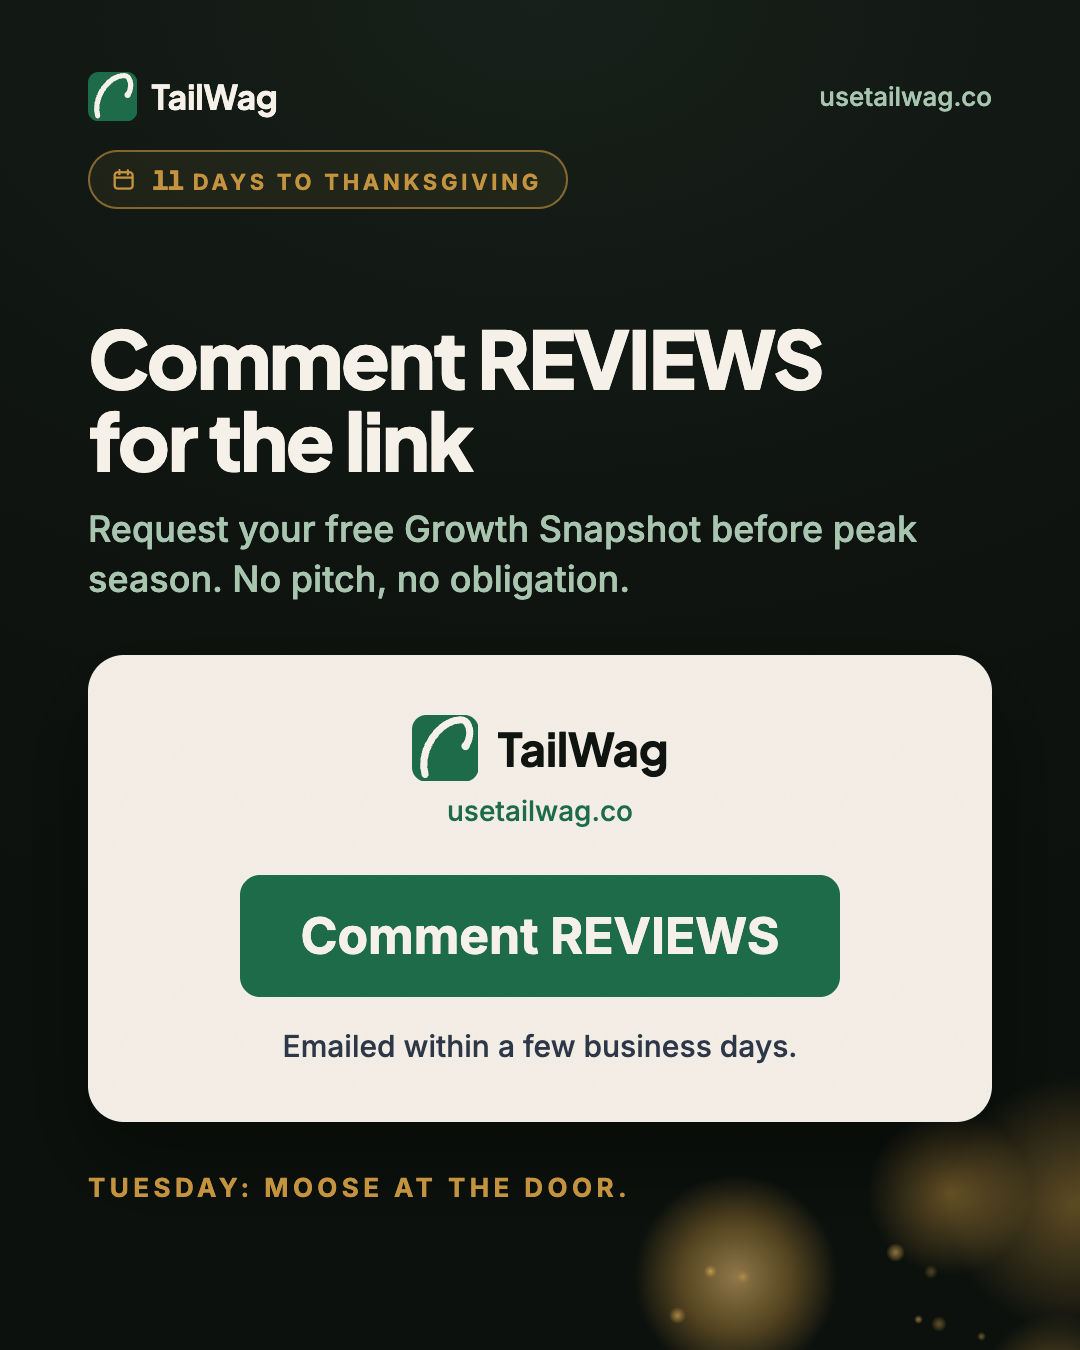 TailWag
usetailwag.co
11 DAYS TO THANKSGIVING
Comment REVIEWS
for the link
Request your free Growth Snapshot before peak
season. No pitch, no obligation.
TailWag
usetailwag.co
Comment REVIEWS
Emailed within a few business days.
TUESDAY: MOOSE AT THE DOOR.